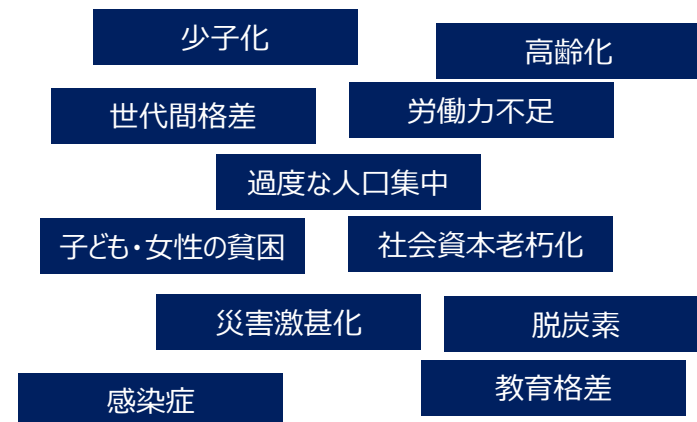 少子化
高齢化
世代間格差
労働力不足
過度な人口集中
子ども・女性の貧困
社会資本老朽化
災害激甚化
脱炭素
感染症
教育格差